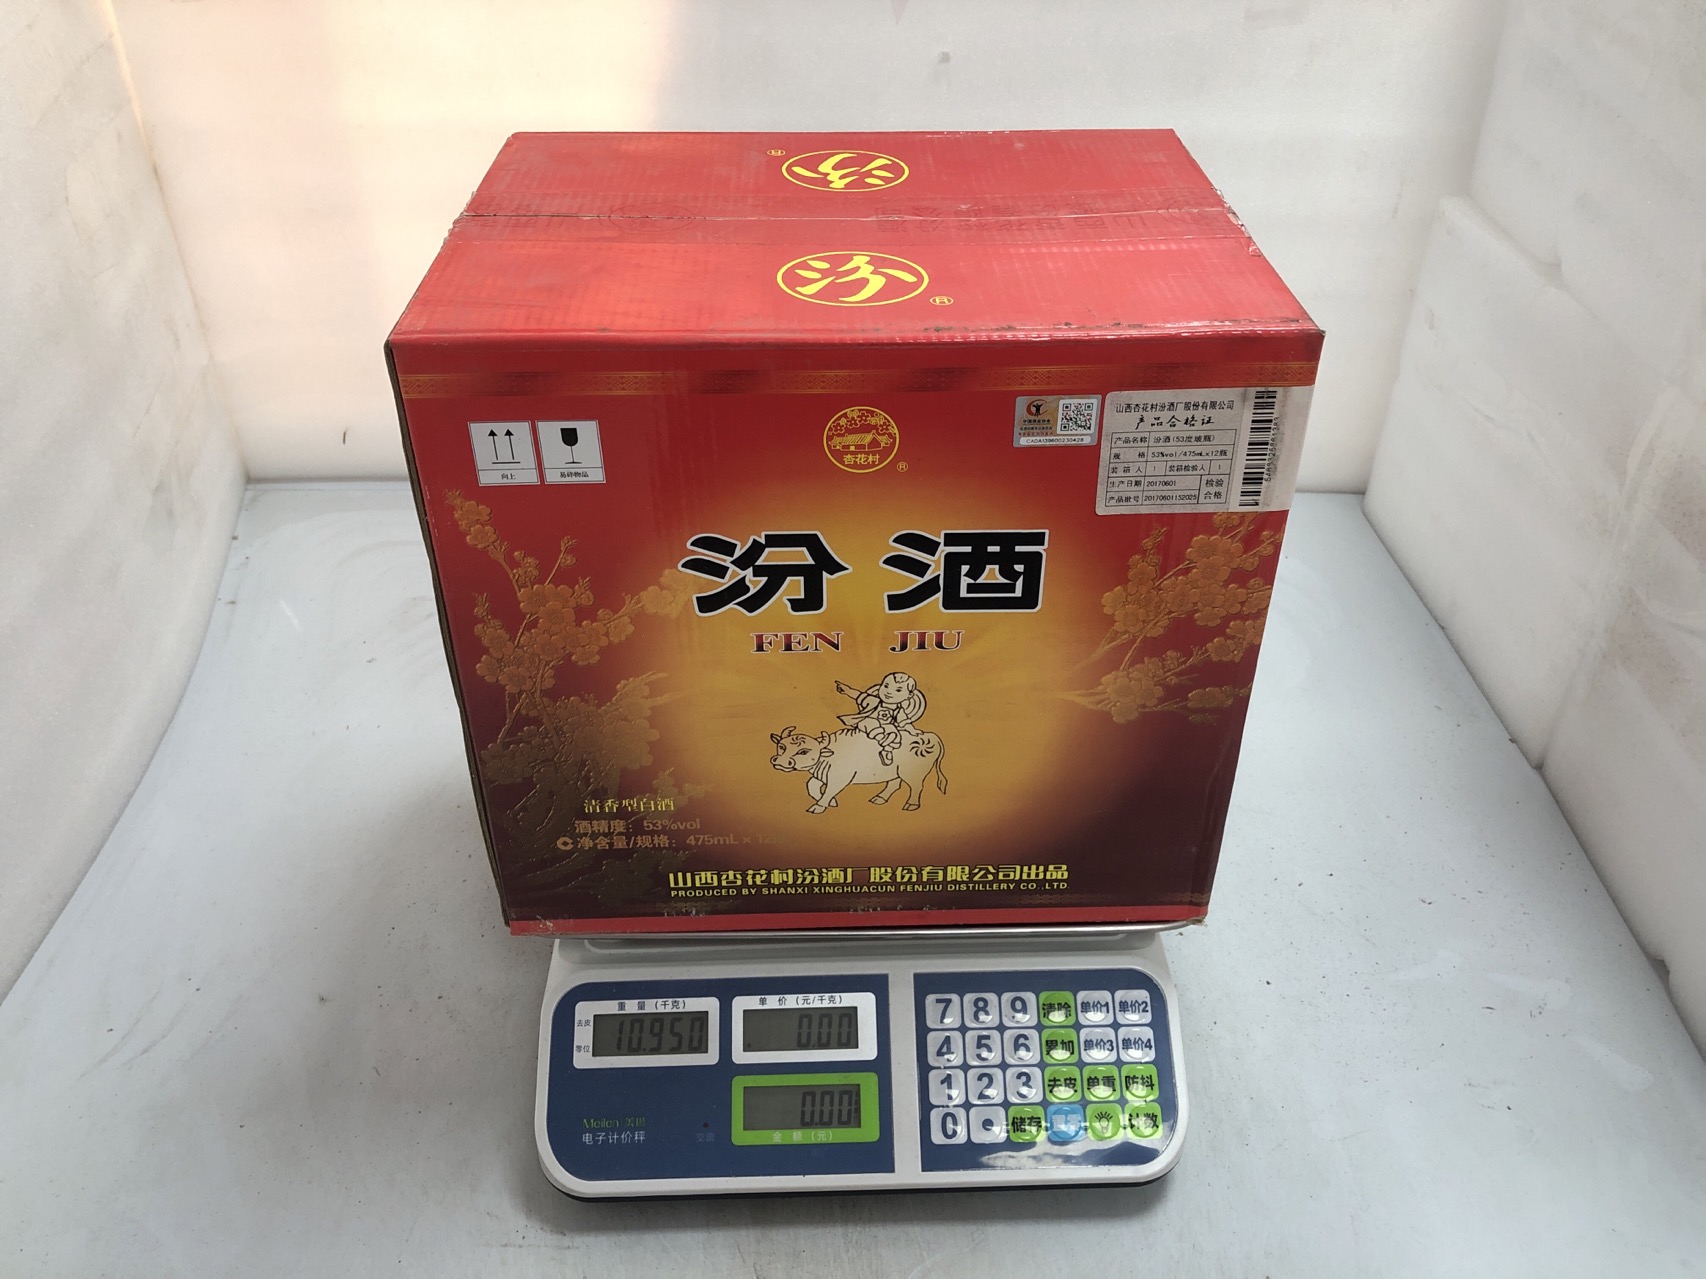 汾
®
汾
®
向上
易碎物品
杏花村
®
CADA139600230428
山西杏花村汾酒厂股份有限公司
产品合格证
产品名称 汾酒(53度玻瓶)
规 格 53%vol/475mL×12瓶
装箱人 1 装箱检验人 1
生产日期 20170601 检验
产品批号 20170601152025 合格
汾酒
FEN JIU
清香型白酒
酒精度：53%vol
净含量/规格：475mL×12
山西杏花村汾酒厂股份有限公司出品
PRODUCED BY SHANXI XINGHUACUN FENJIU DISTILLERY CO.,LTD
重 量 (千克)
单 价 (元/千克)
去皮
零位
10.950
0.00
0.00
金 额 (元)
Meilen 美
电子计价秤
交流
7 8 9 清除 单价1 单价2
4 5 6 累加 单价3 单价4
1 2 3 去皮 单重 防抖
0 . 储存 计数